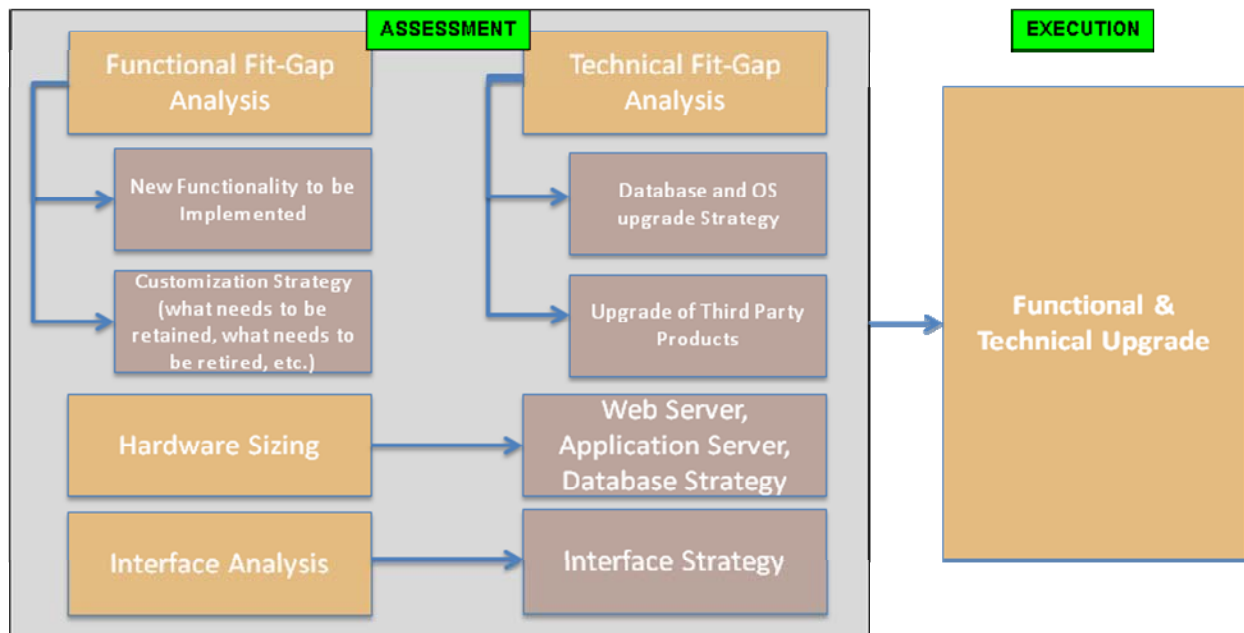 ASSESSMENT
EXECUTION
Functional Fit-Gap
Analysis
Technical Fit-Gap
Analysis
New Functionality to be
Implemented
Database and OS
upgrade Strategy
Customization Strategy
(what needs to be
retained, what needs to
be retired, etc.)
Upgrade of Third Party
Products
Functional &
Technical Upgrade
Hardware Sizing
Web Server,
Application Server,
Database Strategy
Interface Analysis
Interface Strategy